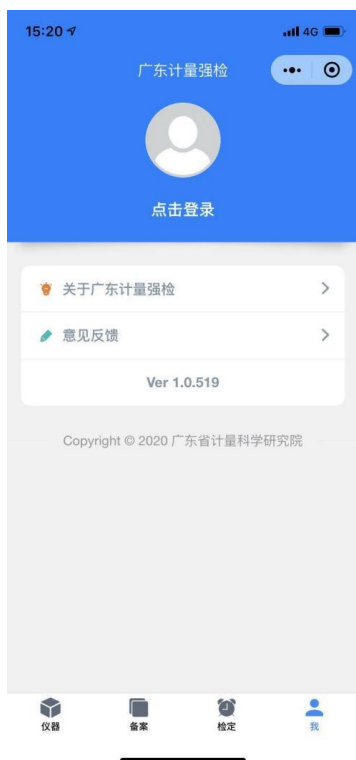 15:20
4G
广东计量强检
点击登录
关于广东计量强检
意见反馈
Ver 1.0.519
Copyright © 2020 广东省计量科学研究院
仪器
备案
检定
我